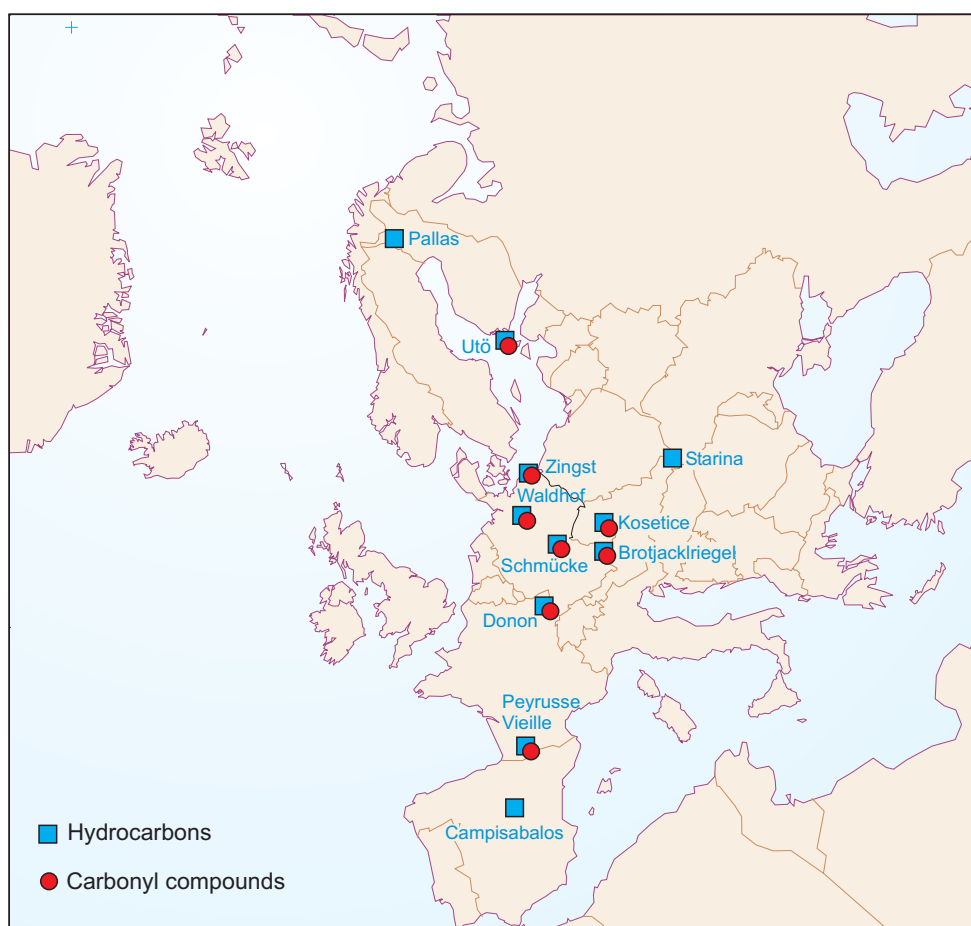 Pallas
Utö
Starina
Zingst
Waldhof
Kosetice
Schmücke
Brotjacklriegel
Donon
Peyrusse
Vieille
Campisabalos
Hydrocarbons
Carbonyl compounds